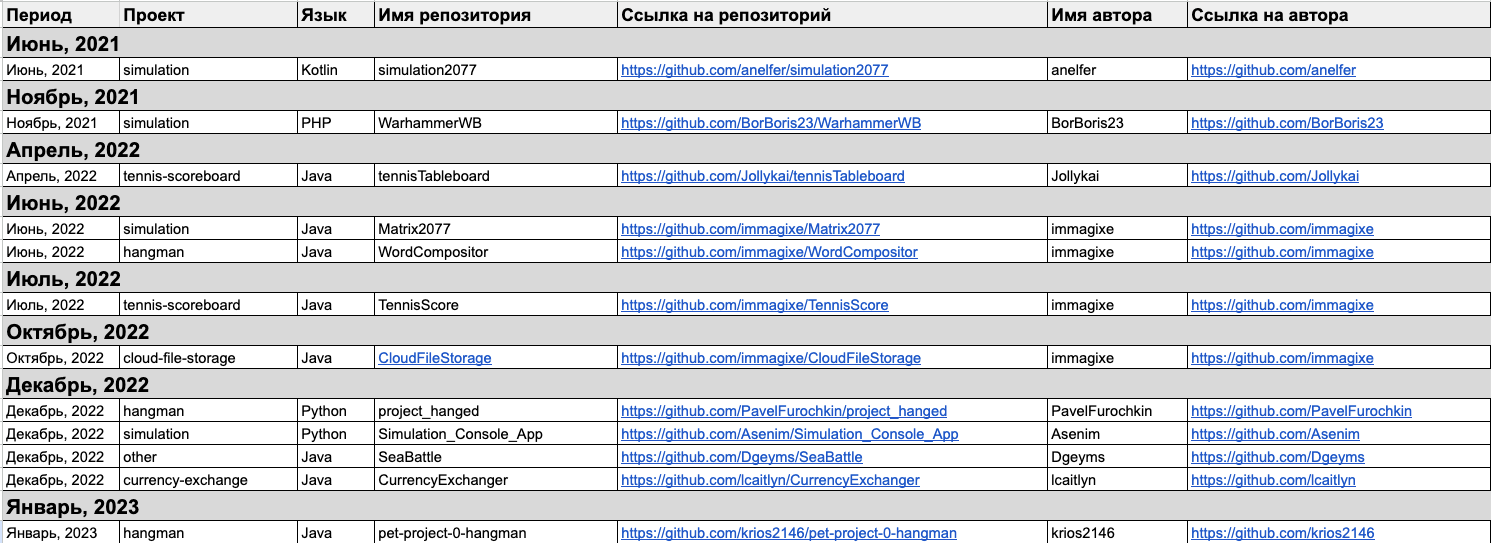 Период Проект Язык Имя репозитория Ссылка на репозиторий Имя автора Ссылка на автора
Июнь, 2021
Июнь, 2021 simulation Kotlin simulation2077 https://github.com/anelfer/simulation2077 anelfer https://github.com/anelfer
Ноябрь, 2021
Ноябрь, 2021 simulation PHP WarhammerWB https://github.com/BorBoris23/WarhammerWB BorBoris23 https://github.com/BorBoris23
Апрель, 2022
Апрель, 2022 tennis-scoreboard Java tennisTableboard https://github.com/Jollykai/tennisTableboard Jollykai https://github.com/Jollykai
Июнь, 2022
Июнь, 2022 simulation Java Matrix2077 https://github.com/immagixe/Matrix2077 immagixe https://github.com/immagixe
Июнь, 2022 hangman Java WordCompositor https://github.com/immagixe/WordCompositor immagixe https://github.com/immagixe
Июль, 2022
Июль, 2022 tennis-scoreboard Java TennisScore https://github.com/immagixe/TennisScore immagixe https://github.com/immagixe
Октябрь, 2022
Октябрь, 2022 cloud-file-storage Java CloudFileStorage https://github.com/immagixe/CloudFileStorage immagixe https://github.com/immagixe
Декабрь, 2022
Декабрь, 2022 hangman Python project_hanged https://github.com/PavelFurochkin/project_hanged PavelFurochkin https://github.com/PavelFurochkin
Декабрь, 2022 simulation Python Simulation_Console_App https://github.com/Asenim/Simulation_Console_App Asenim https://github.com/Asenim
Декабрь, 2022 other Java SeaBattle https://github.com/Dgeyms/SeaBattle Dgeyms https://github.com/Dgeyms
Декабрь, 2022 currency-exchange Java CurrencyExchanger https://github.com/lcaitlyn/CurrencyExchanger lcaitlyn https://github.com/lcaitlyn
Январь, 2023
Январь, 2023 hangman Java pet-project-0-hangman https://github.com/krios2146/pet-project-0-hangman krios2146 https://github.com/krios2146